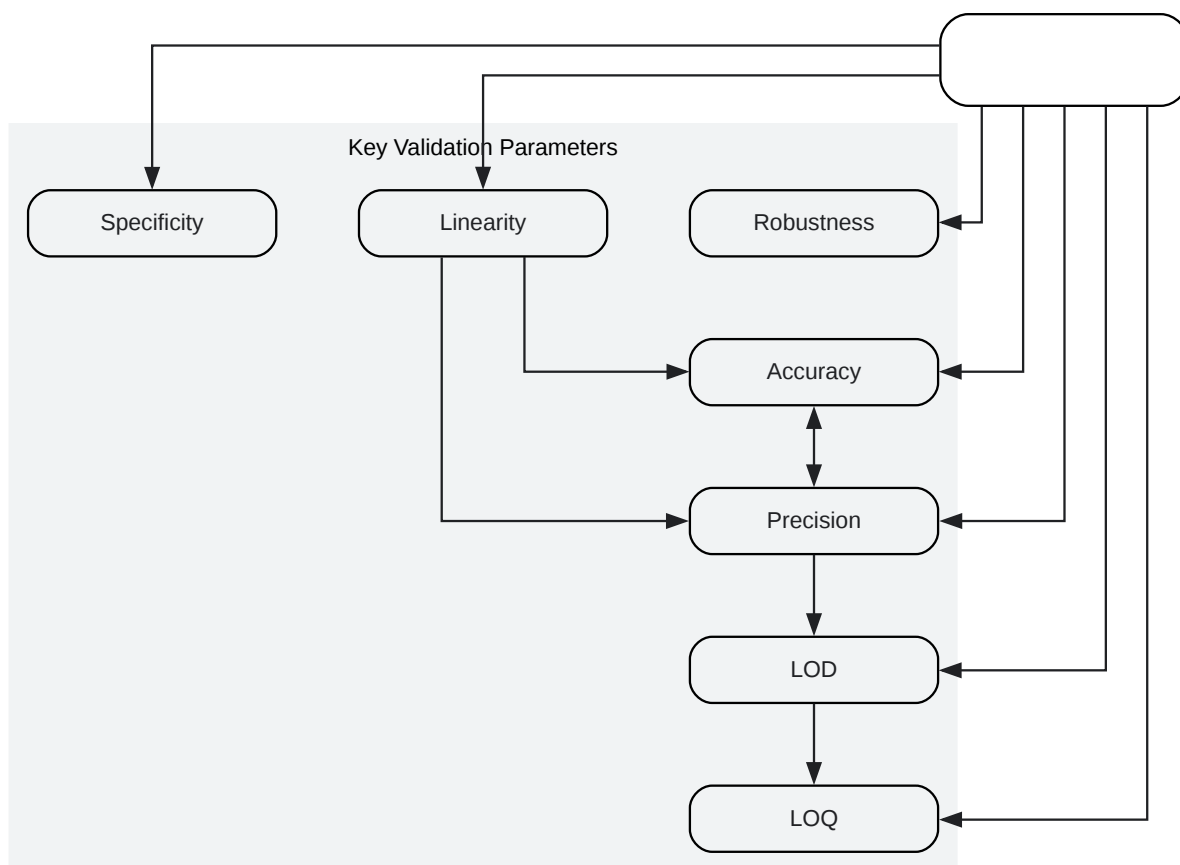 Key Validation Parameters
Specificity
Linearity
Robustness
Accuracy
Precision
LOD
LOQ